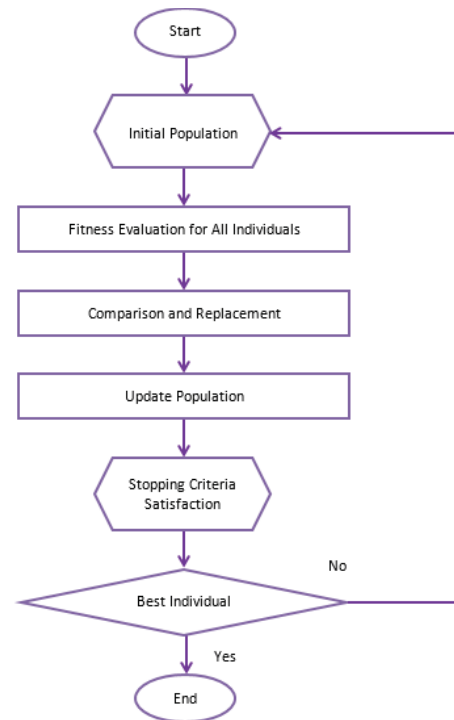 Start
Initial Population
Fitness Evaluation for All Individuals
Comparison and Replacement
Update Population
Stopping Criteria
Satisfaction
No
Best Individual
Yes
End